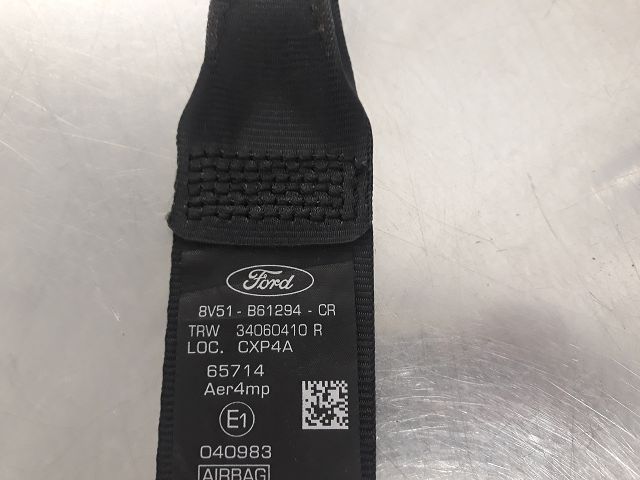 Ford
8V51 - B61294 - CR
TRW 34060410 R
LOC. CXP4A
65714
Aer4mp
E1
040983
AIRBAG